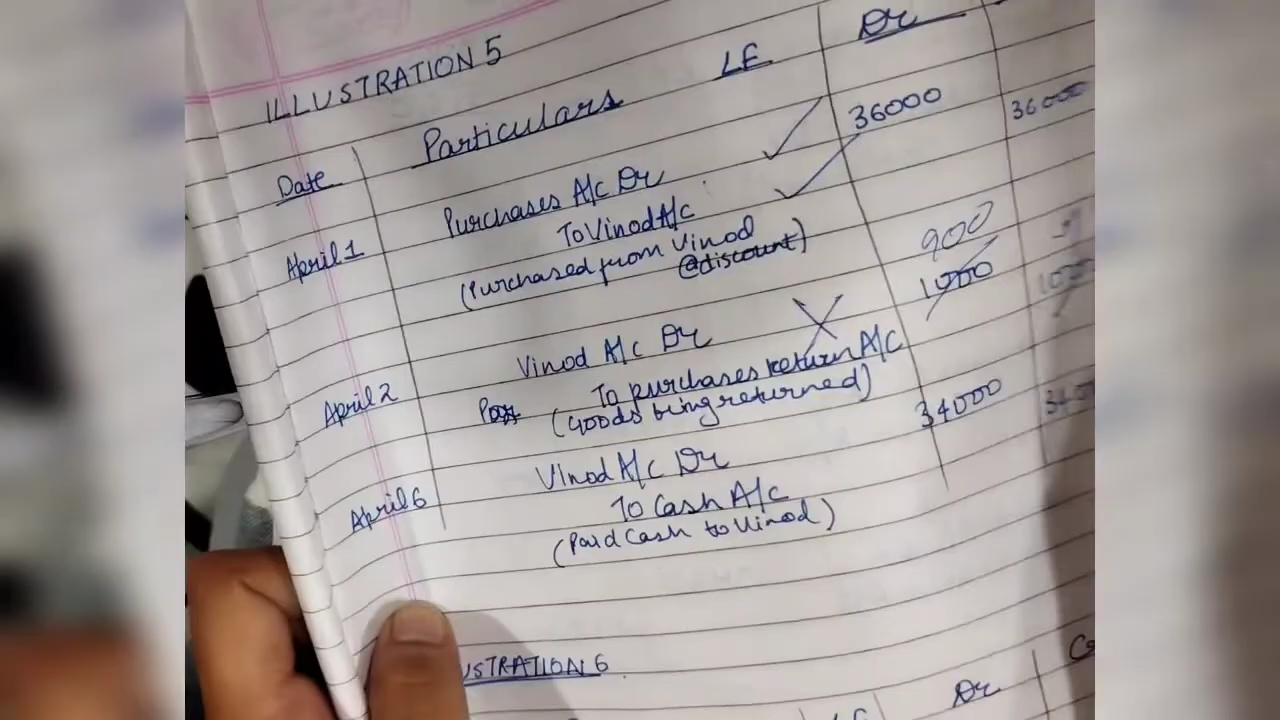 ILLUSTRATION 5
Date Particulars LF Dr
April 1 Purchases A/c Dr 36000 36000
To Vinod A/c
(Purchased from Vinod
@discount)
900
April 2 Vinod A/c Dr 1000
To purchases return A/c
(Goods being returned)
April 6 Vinod A/c Dr 34000
To Cash A/c
(Paid Cash to Vinod)
USTRATION 6
LF Dr